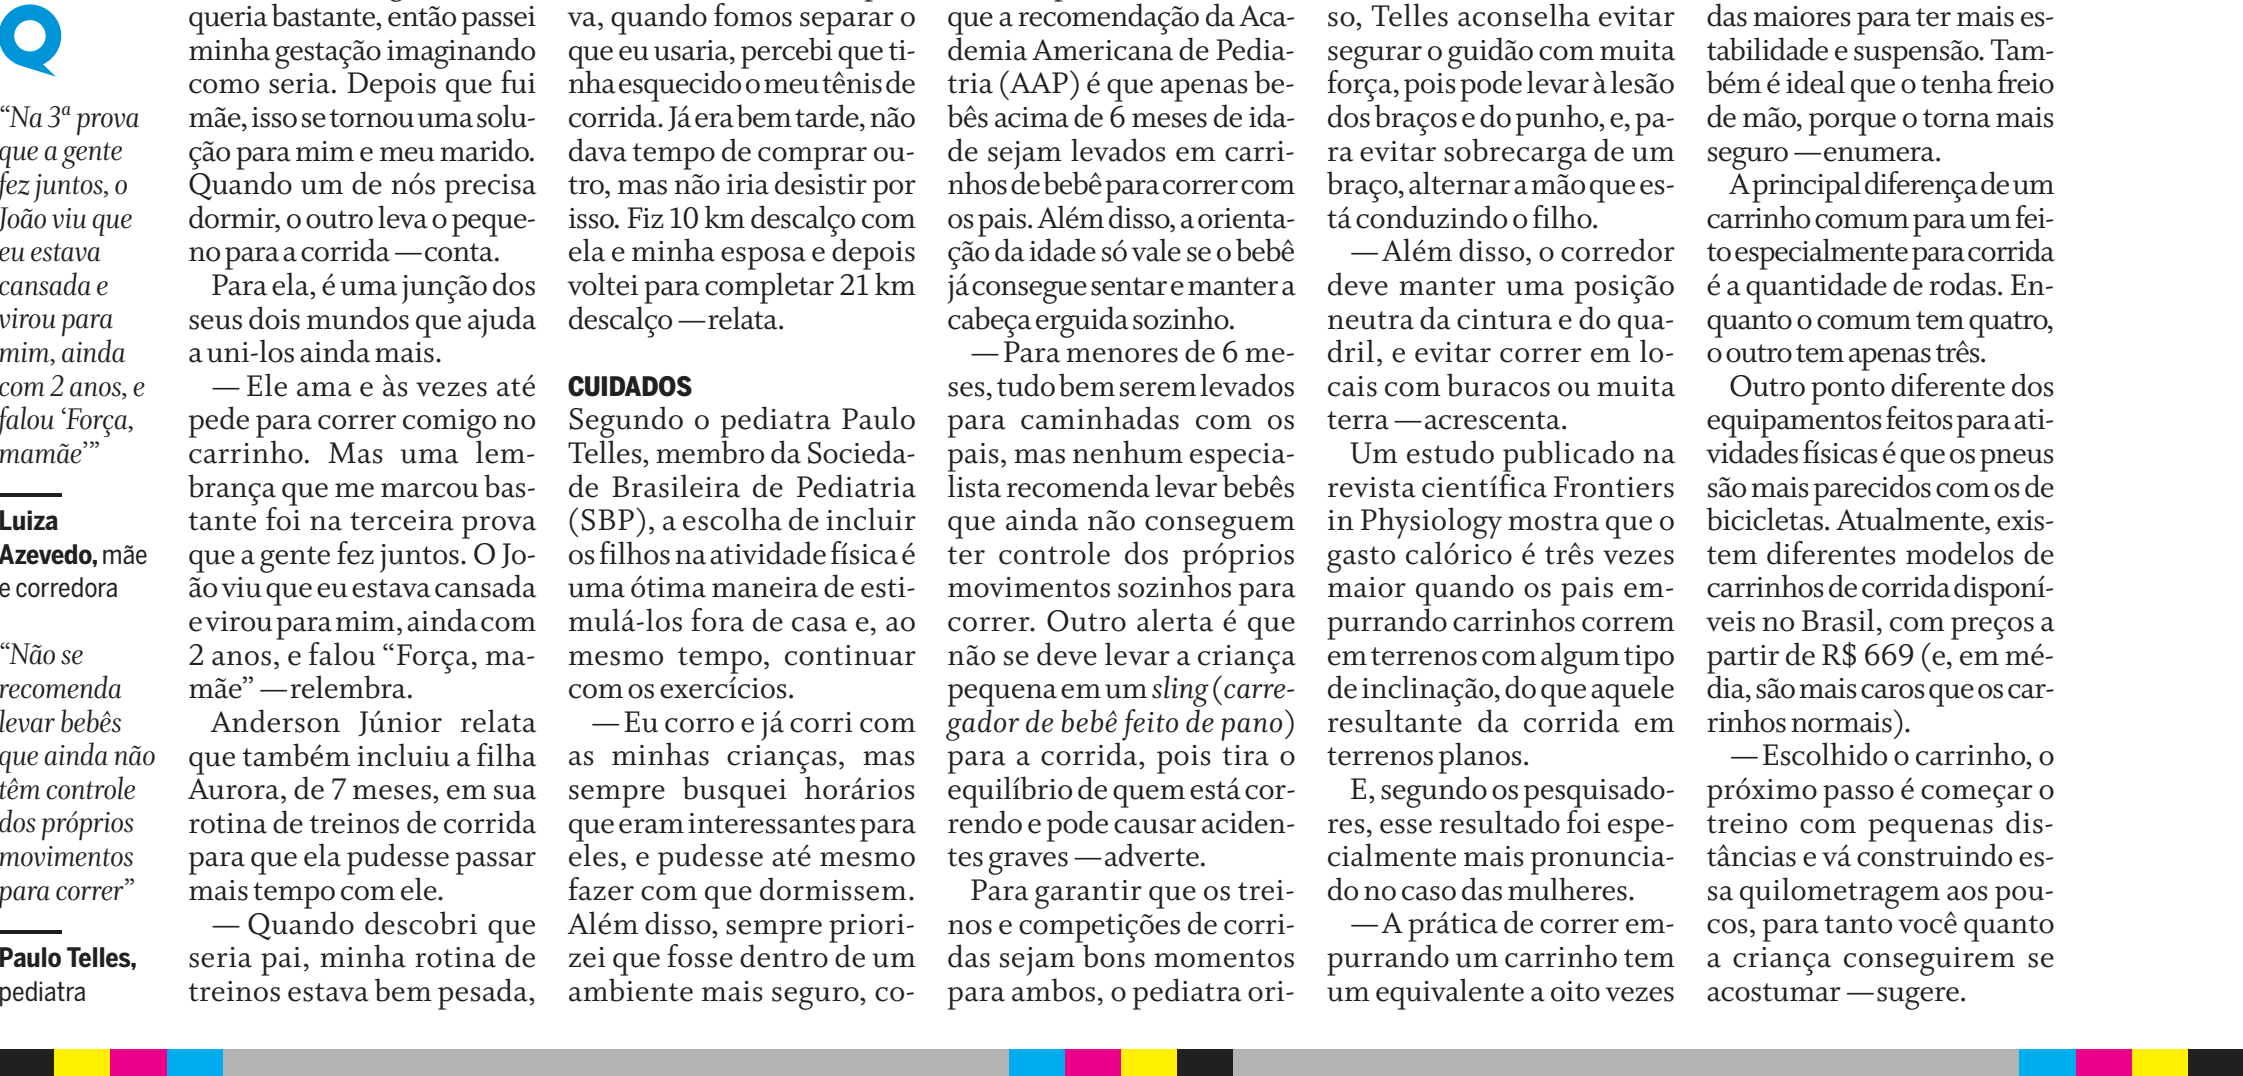 “Na 3ª prova
que a gente
fez juntos, o
João viu que
eu estava
cansada e
virou para
mim, ainda
com 2 anos, e
falou ‘Força,
mamãe’”
Luiza
Azevedo, mãe
e corredora
“Não se
recomenda
levar bebês
que ainda não
têm controle
dos próprios
movimentos
para correr”
Paulo Telles,
pediatra
queria bastante, então passei
minha gestação imaginando
como seria. Depois que fui
mãe, isso se tornou uma solu-
ção para mim e meu marido.
Quando um de nós precisa
dormir, o outro leva o peque-
no para a corrida —conta.
Para ela, é uma junção dos
seus dois mundos que ajuda
a uni-los ainda mais.
— Ele ama e às vezes até
pede para correr comigo no
carrinho. Mas uma lem-
brança que me marcou bas-
tante foi na terceira prova
que a gente fez juntos. O Jo-
ão viu que eu estava cansada
e virou para mim, ainda com
2 anos, e falou “Força, ma-
mãe” —relembra.
Anderson Júnior relata
que também incluiu a filha
Aurora, de 7 meses, em sua
rotina de treinos de corrida
para que ela pudesse passar
mais tempo com ele.
— Quando descobri que
seria pai, minha rotina de
treinos estava bem pesada,
va, quando fomos separar o
que eu usaria, percebi que ti-
nha esquecido o meu tênis de
corrida. Já era bem tarde, não
dava tempo de comprar ou-
tro, mas não iria desistir por
isso. Fiz 10 km descalço com
ela e minha esposa e depois
voltei para completar 21 km
descalço —relata.
CUIDADOS
Segundo o pediatra Paulo
Telles, membro da Socieda-
de Brasileira de Pediatria
(SBP), a escolha de incluir
os filhos na atividade física é
uma ótima maneira de esti-
mulá-los fora de casa e, ao
mesmo tempo, continuar
com os exercícios.
—Eu corro e já corri com
as minhas crianças, mas
sempre busquei horários
que eram interessantes para
eles, e pudesse até mesmo
fazer com que dormissem.
Além disso, sempre priori-
zei que fosse dentro de um
ambiente mais seguro, co-
que a recomendação da Aca-
demia Americana de Pedia-
tria (AAP) é que apenas be-
bês acima de 6 meses de ida-
de sejam levados em carri-
nhos de bebê para correr com
os pais. Além disso, a orienta-
ção da idade só vale se o bebê
já consegue sentar e manter a
cabeça erguida sozinho.
—Para menores de 6 me-
ses, tudo bem serem levados
para caminhadas com os
pais, mas nenhum especia-
lista recomenda levar bebês
que ainda não conseguem
ter controle dos próprios
movimentos sozinhos para
correr. Outro alerta é que
não se deve levar a criança
pequena em um sling (carre-
gador de bebê feito de pano)
para a corrida, pois tira o
equilíbrio de quem está cor-
rendo e pode causar aciden-
tes graves —adverte.
Para garantir que os trei-
nos e competições de corri-
das sejam bons momentos
para ambos, o pediatra ori-
so, Telles aconselha evitar
segurar o guidão com muita
força, pois pode levar à lesão
dos braços e do punho, e, pa-
ra evitar sobrecarga de um
braço, alternar a mão que es-
tá conduzindo o filho.
—Além disso, o corredor
deve manter uma posição
neutra da cintura e do qua-
dril, e evitar correr em lo-
cais com buracos ou muita
terra —acrescenta.
Um estudo publicado na
revista científica Frontiers
in Physiology mostra que o
gasto calórico é três vezes
maior quando os pais em-
purrando carrinhos correm
em terrenos com algum tipo
de inclinação, do que aquele
resultante da corrida em
terrenos planos.
E, segundo os pesquisado-
res, esse resultado foi espe-
cialmente mais pronuncia-
do no caso das mulheres.
—A prática de correr em-
purrando um carrinho tem
um equivalente a oito vezes
das maiores para ter mais es-
tabilidade e suspensão. Tam-
bém é ideal que o tenha freio
de mão, porque o torna mais
seguro —enumera.
A principal diferença de um
carrinho comum para um fei-
to especialmente para corrida
é a quantidade de rodas. En-
quanto o comum tem quatro,
o outro tem apenas três.
Outro ponto diferente dos
equipamentos feitos para ati-
vidades físicas é que os pneus
são mais parecidos com os de
bicicletas. Atualmente, exis-
tem diferentes modelos de
carrinhos de corrida disponí-
veis no Brasil, com preços a
partir de R$ 669 (e, em mé-
dia, são mais caros que os car-
rinhos normais).
—Escolhido o carrinho, o
próximo passo é começar o
treino com pequenas dis-
tâncias e vá construindo es-
sa quilometragem aos pou-
cos, para tanto você quanto
a criança conseguirem se
acostumar —sugere.